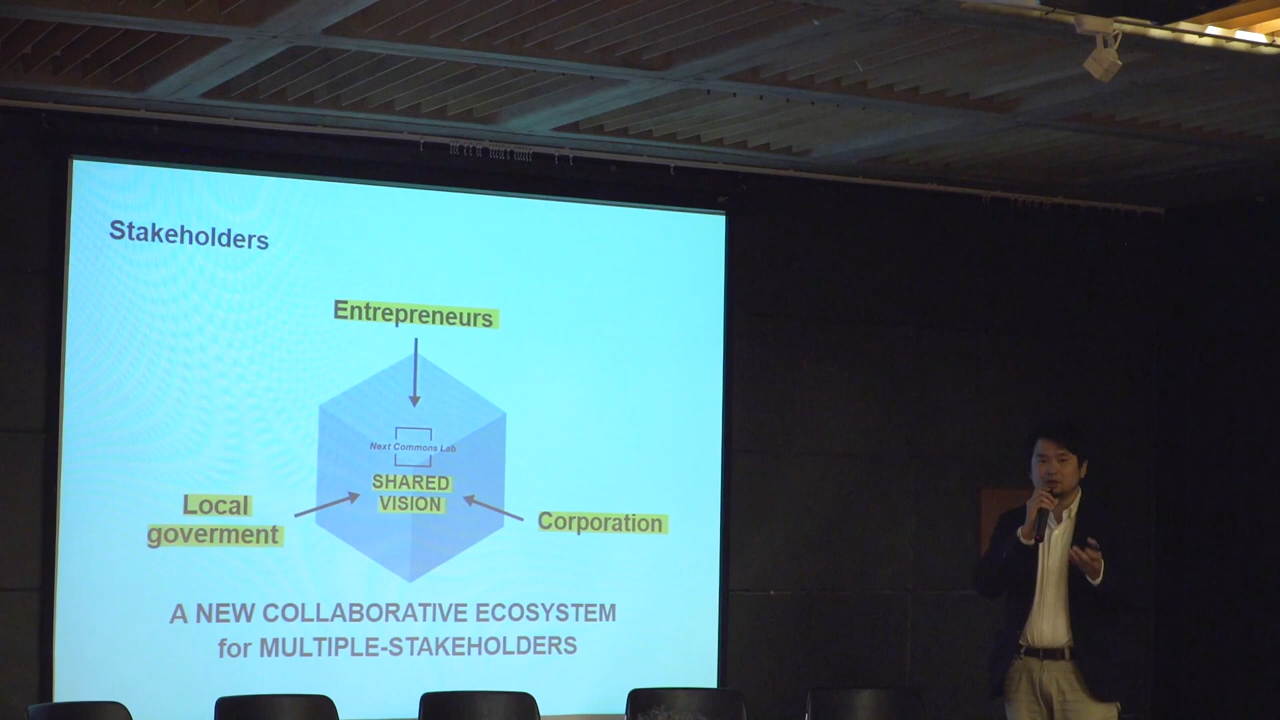 Stakeholders
Entrepreneurs
Next Commons Lab
SHARED
VISION
Local
goverment
Corporation
A NEW COLLABORATIVE ECOSYSTEM
for MULTIPLE-STAKEHOLDERS